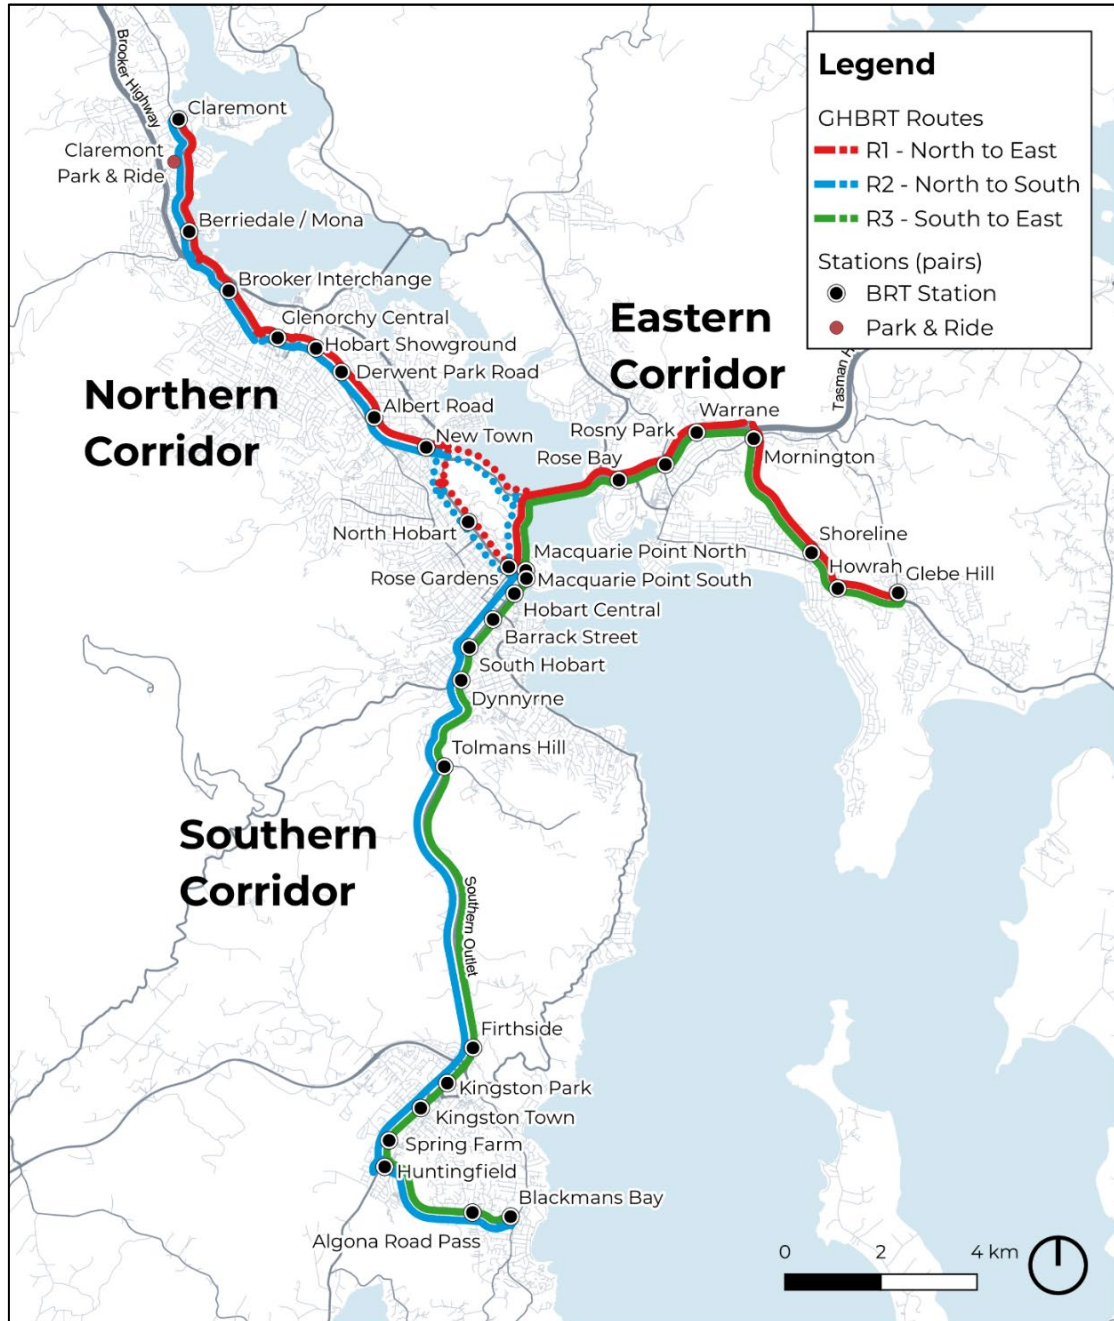 Brooker Highway
Claremont
Claremont
Park & Ride
Berriedale / Mona
Brooker Interchange
Glenorchy Central
Hobart Showground
Derwent Park Road
Albert Road
New Town
Northern
Corridor
North Hobart
Rose Gardens
Legend
GHBRT Routes
R1 - North to East
R2 - North to South
R3 - South to East
Stations (pairs)
BRT Station
Park & Ride
Eastern
Corridor
Tasman H
Warrane
Rosny Park
Mornington
Rose Bay
Shoreline
Howrah
Glebe Hill
Macquarie Point North
Macquarie Point South
Hobart Central
Barrack Street
South Hobart
Dynnyrne
Tolmans Hill
Southern
Corridor
Southern Outlet
Firthside
Kingston Park
Kingston Town
Spring Farm
Huntingfield
Blackmans Bay
Algona Road Pass
0 2 4 km